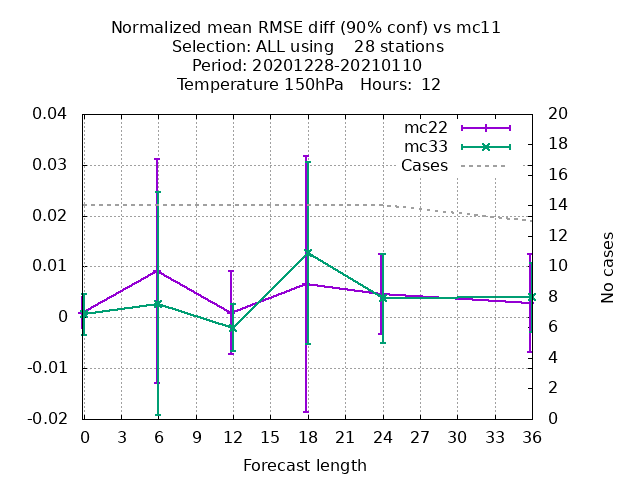 Normalized mean RMSE diff (90% conf) vs mc11
Selection: ALL using    28 stations
Period: 20201228-20210110
Temperature 150hPa   Hours:  12
mc22
mc33
Cases
0.04
0.03
0.02
0.01
0
-0.01
-0.02
20
18
16
14
12
10
8
6
4
2
0
No cases
0 3 6 9 12 15 18 21 24 27 30 33 36
Forecast length